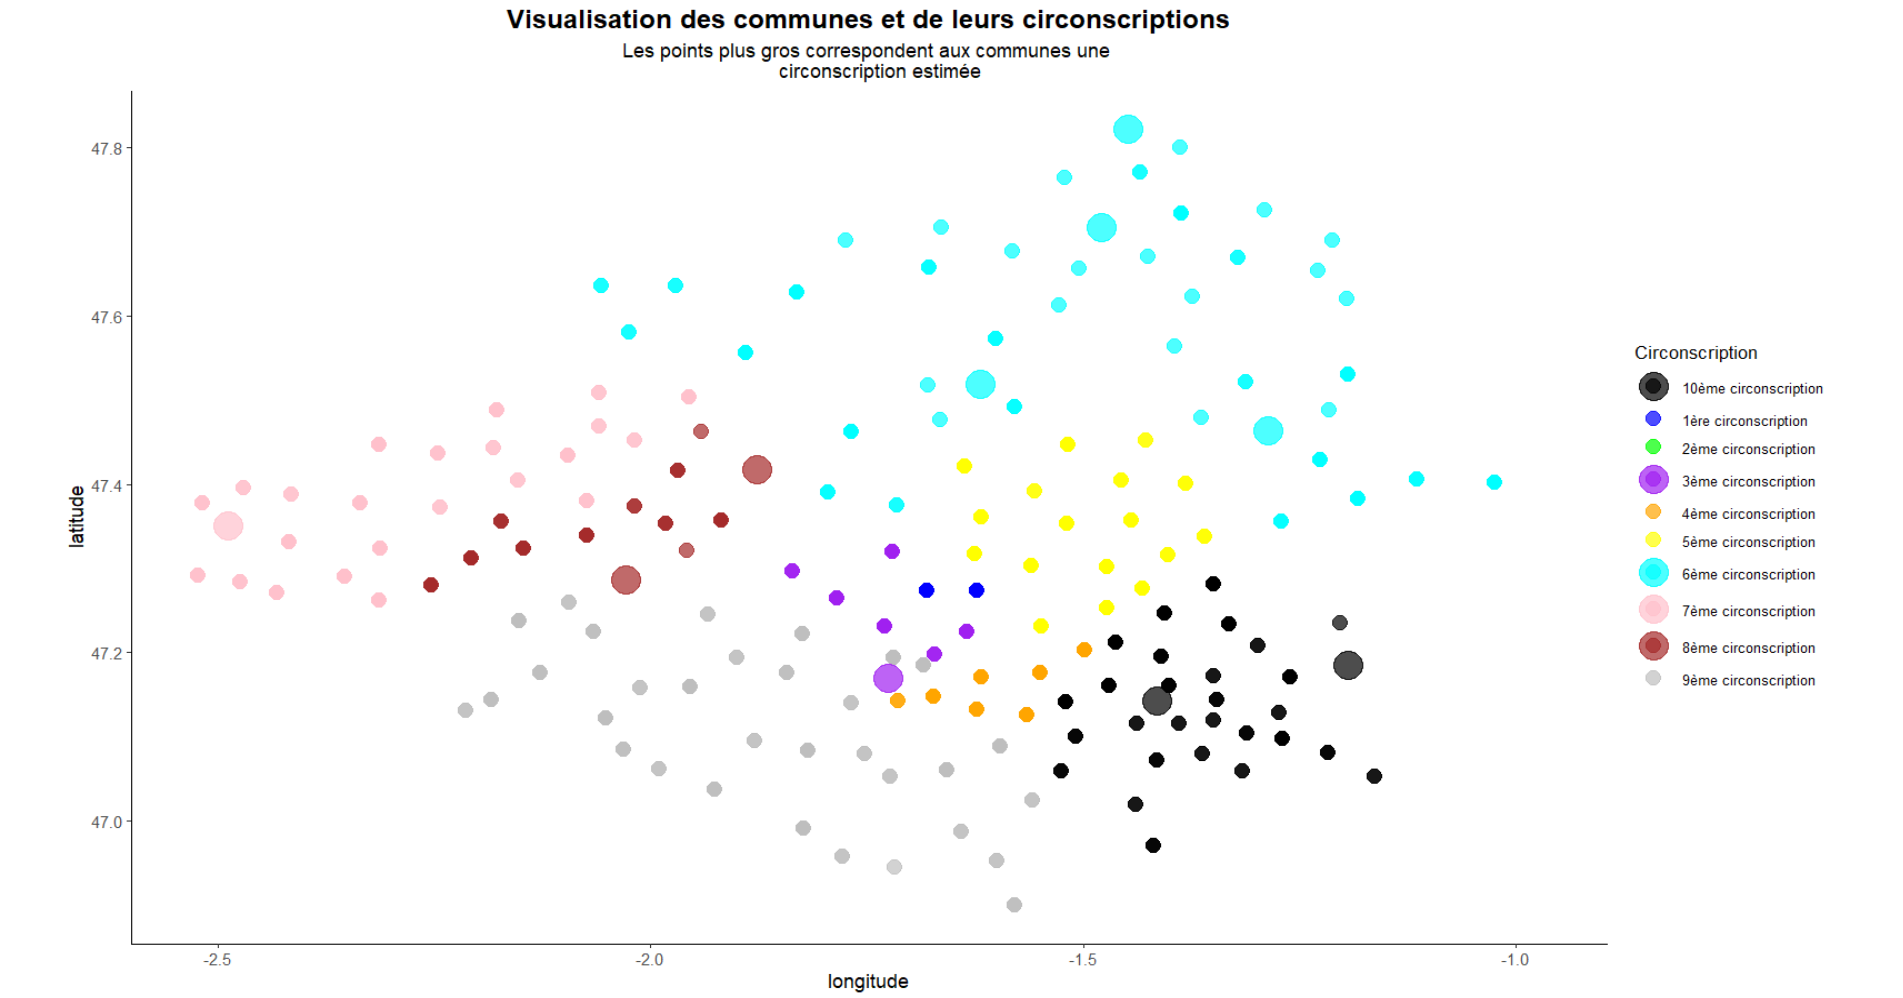 Visualisation des communes et de leurs circonscriptions
Les points plus gros correspondent aux communes une
circonscription estimée
latitude
47.8
47.6
47.4
47.2
47.0
-2.5
-2.0
-1.5
-1.0
longitude
Circonscription
10ème circonscription
1ère circonscription
2ème circonscription
3ème circonscription
4ème circonscription
5ème circonscription
6ème circonscription
7ème circonscription
8ème circonscription
9ème circonscription